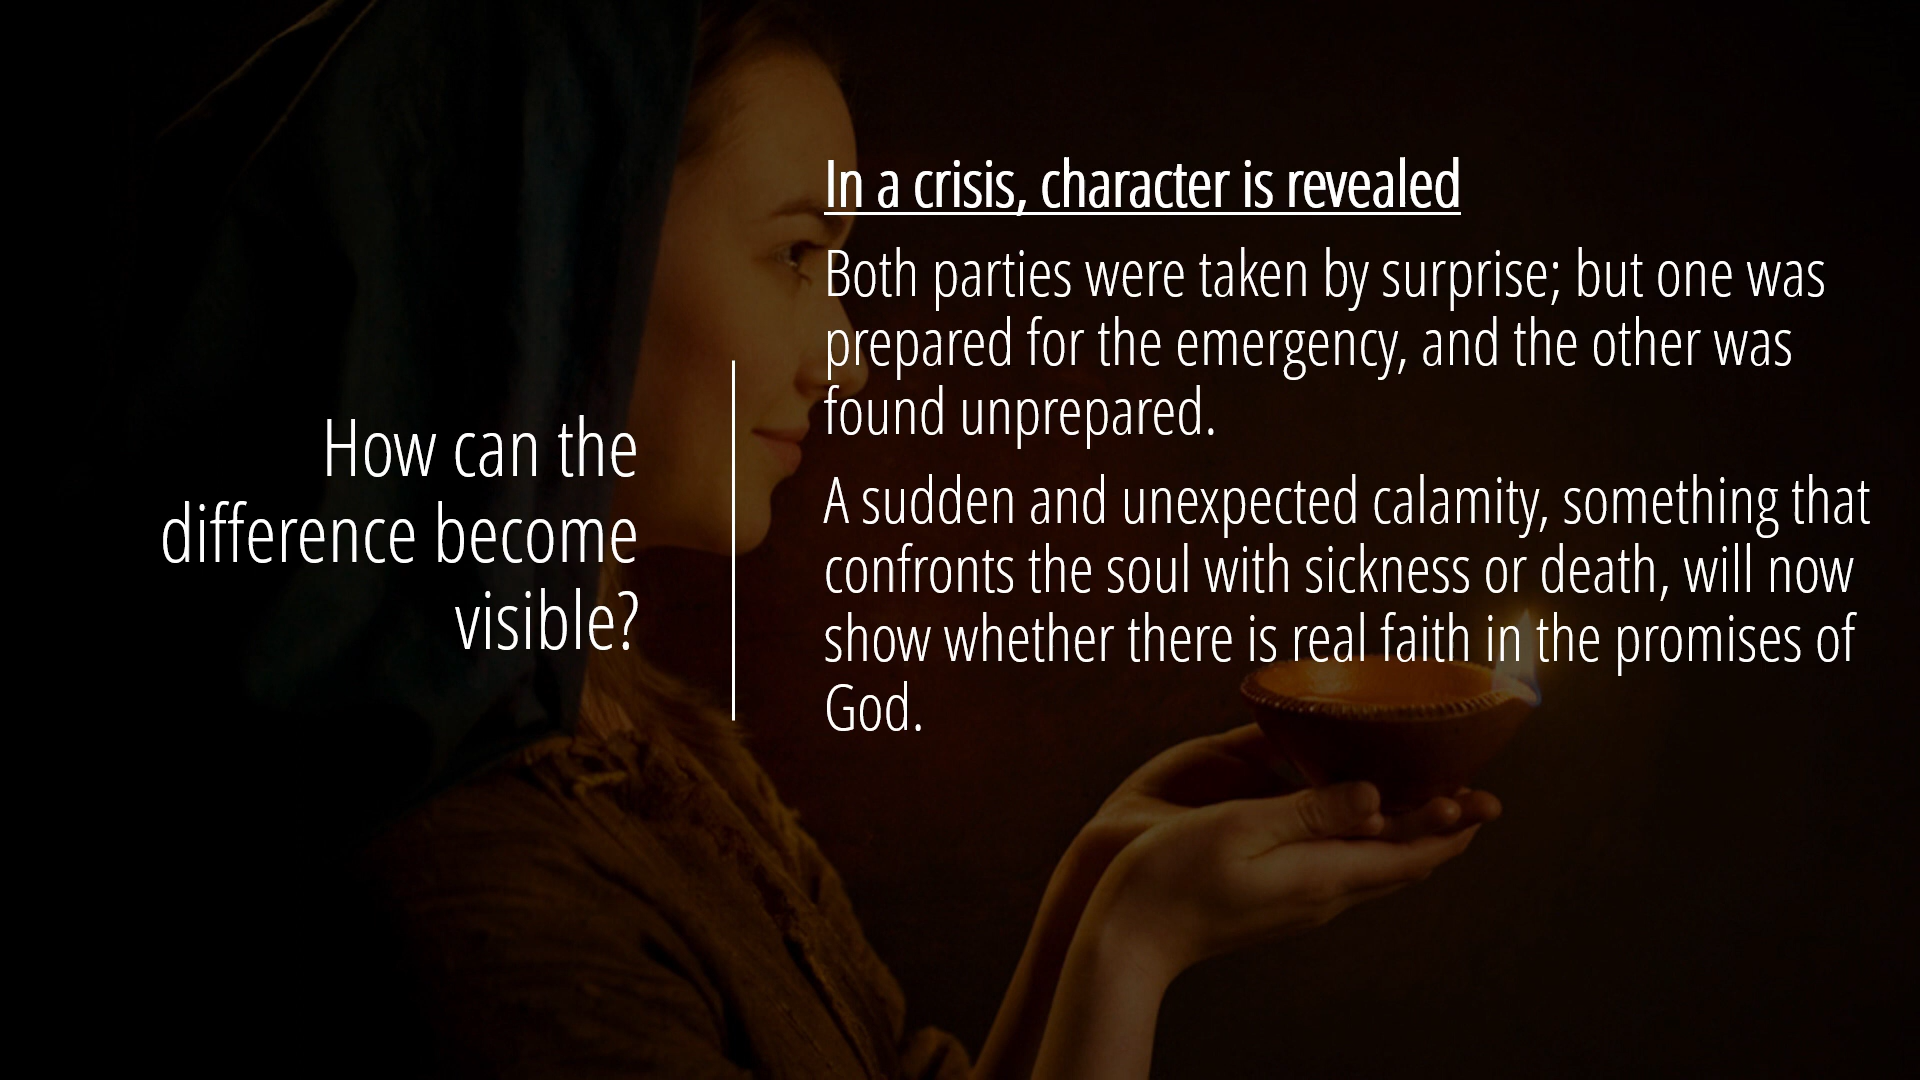 How can the
difference become
visible?
In a crisis, character is revealed
Both parties were taken by surprise; but one was
prepared for the emergency, and the other was
found unprepared.
A sudden and unexpected calamity, something that
confronts the soul with sickness or death, will now
show whether there is real faith in the promises of
God.